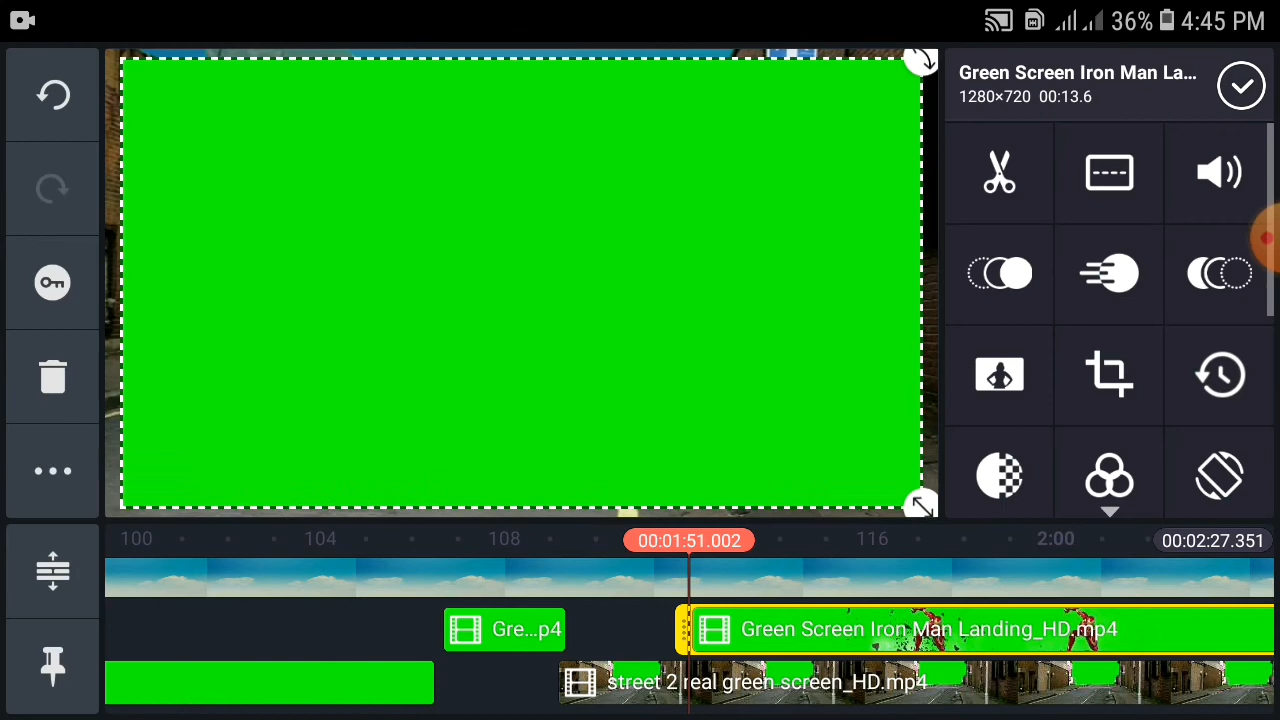 36% 4:45 PM
Green Screen Iron Man La...
1280×720 00:13.6
100 104 108 00:01:51.002 116 2:00 00:02:27.351
Gre...p4
Green Screen Iron Man Landing_HD.mp4
street 2 real green screen_HD.mp4